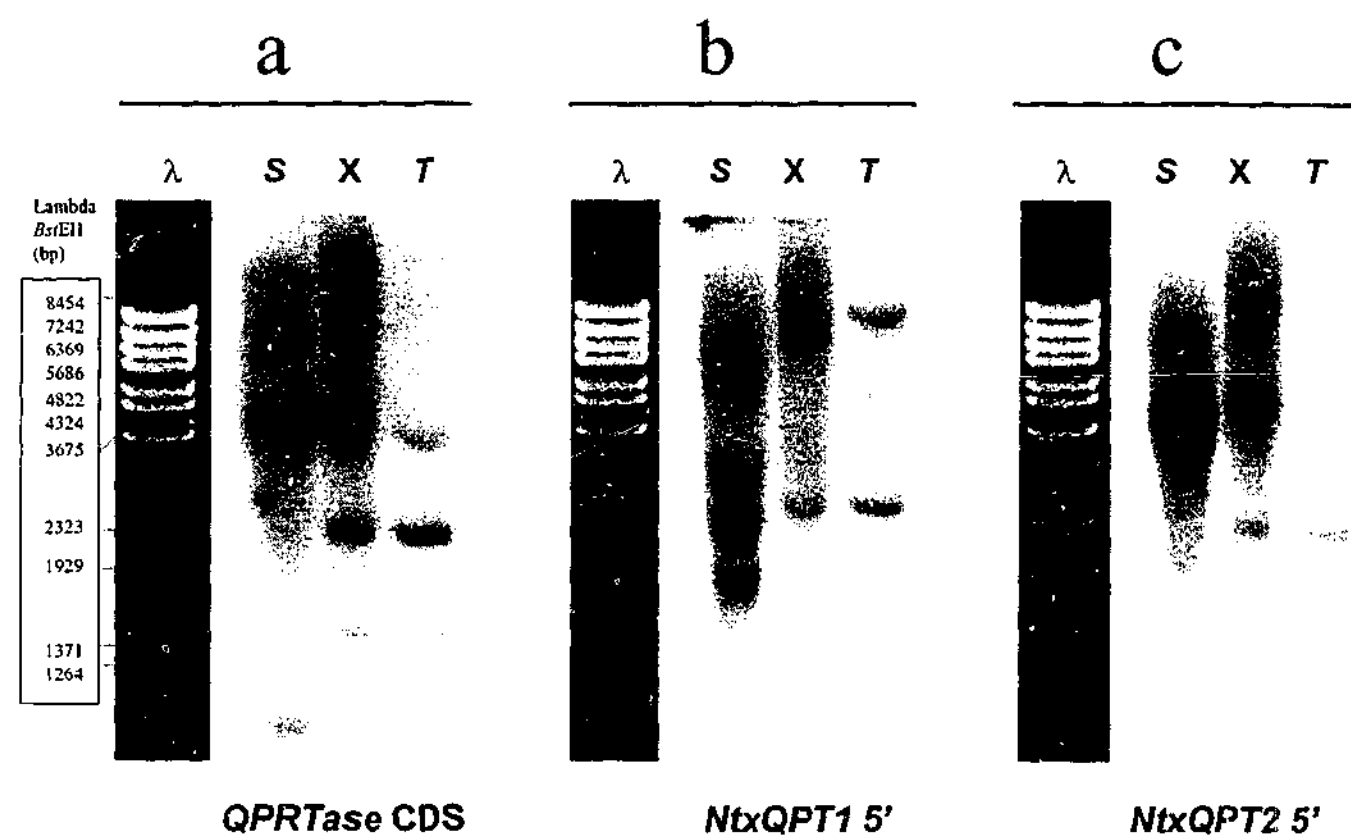 a b c
λ S X T λ S X T λ S X T
Lambda
BstEII
(bp)
8454
7242
6369
5686
4822
4324
3675
2323
1929
1371
1264
QPRTase CDS NtxQPT1 5' NtxQPT2 5'